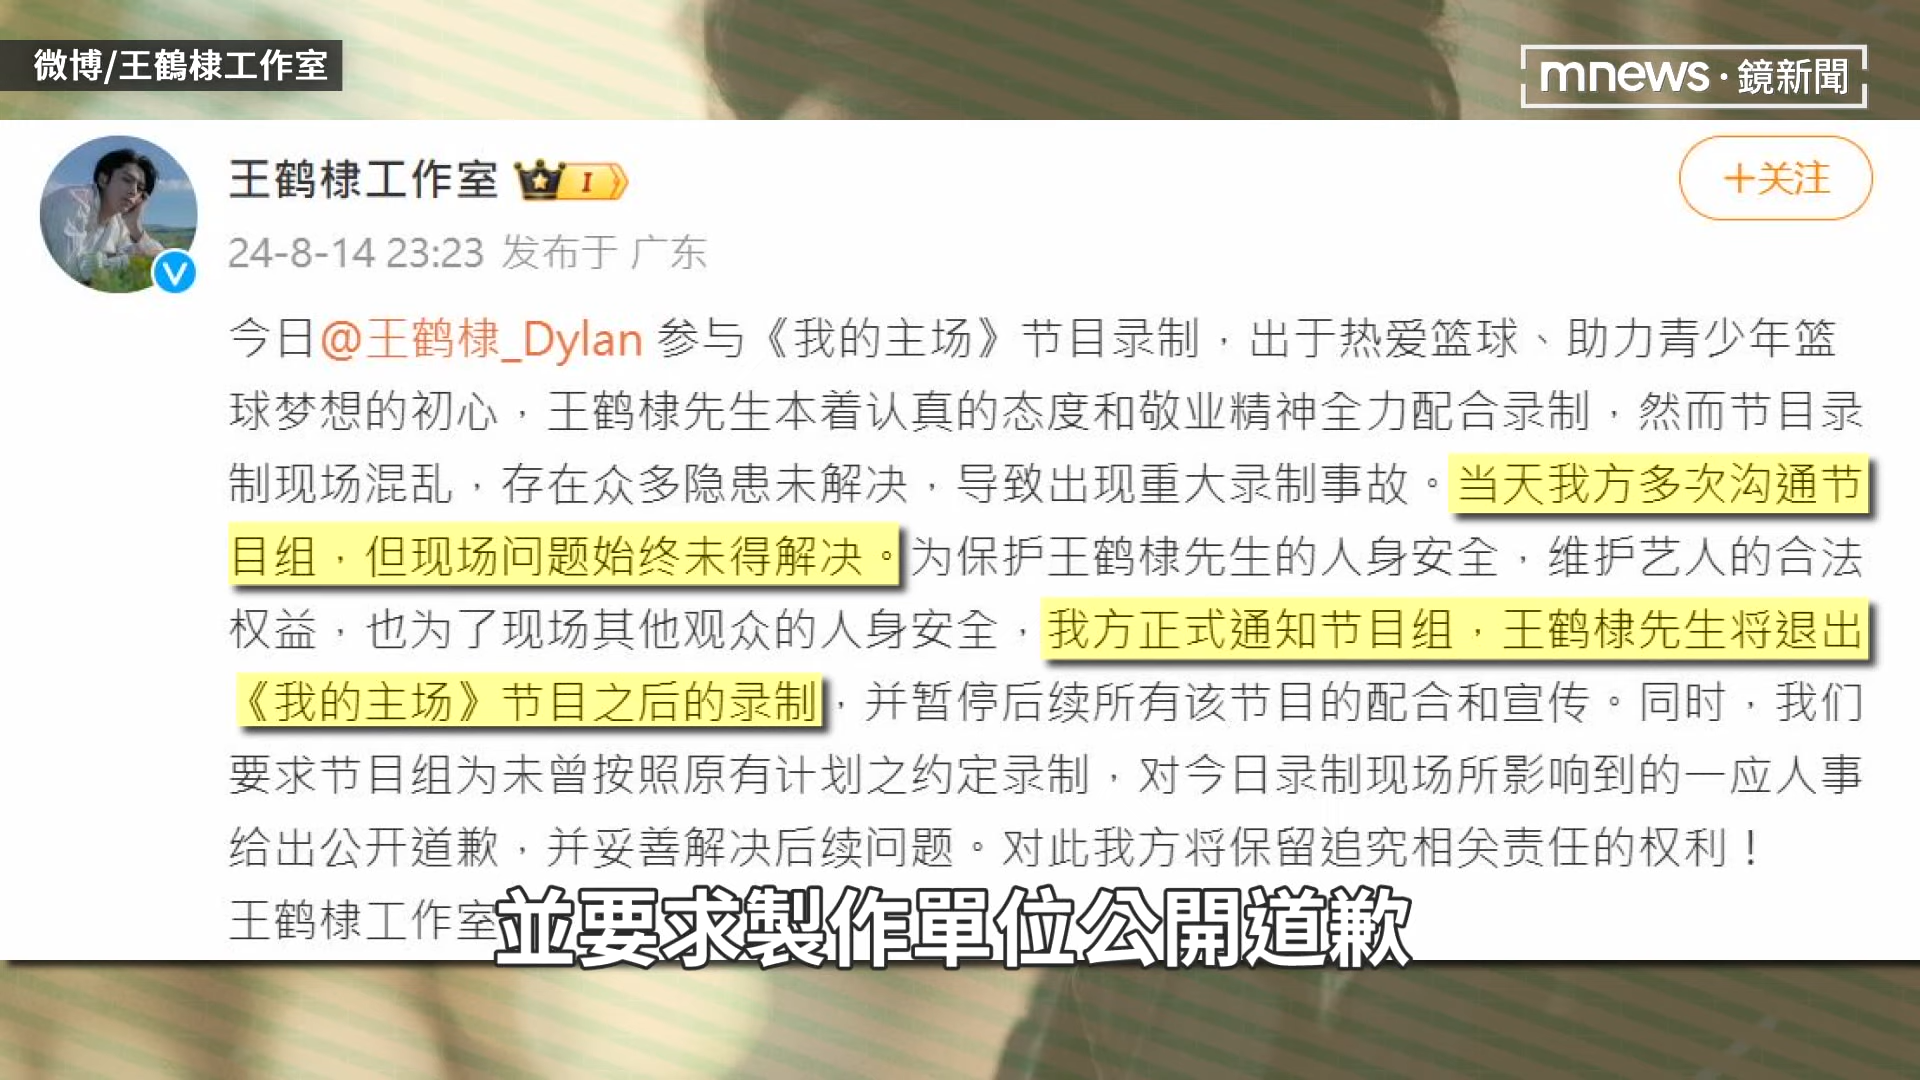 微博/王鶴棣工作室
mnews·鏡新聞
王鹤棣工作室
I
+关注
24-8-14 23:23 发布于 广东
今日@王鹤棣_Dylan 参与《我的主场》节目录制，出于热爱篮球、助力青少年篮
球梦想的初心，王鹤棣先生本着认真的态度和敬业精神全力配合录制，然而节目录
制现场混乱，存在众多隐患未解决，导致出现重大录制事故。当天我方多次沟通节
目组，但现场问题始终未得解决。为保护王鹤棣先生的人身安全，维护艺人的合法
权益，也为了现场其他观众的人身安全，我方正式通知节目组，王鹤棣先生将退出
《我的主场》节目之后的录制，并暂停后续所有该节目的配合和宣传。同时，我们
要求节目组为未曾按照原有计划之约定录制，对今日录制现场所影响到的一应人事
给出公开道歉，并妥善解决后续问题。对此我方将保留追究相关责任的权利！
王鹤棣工作室
並要求製作單位公開道歉